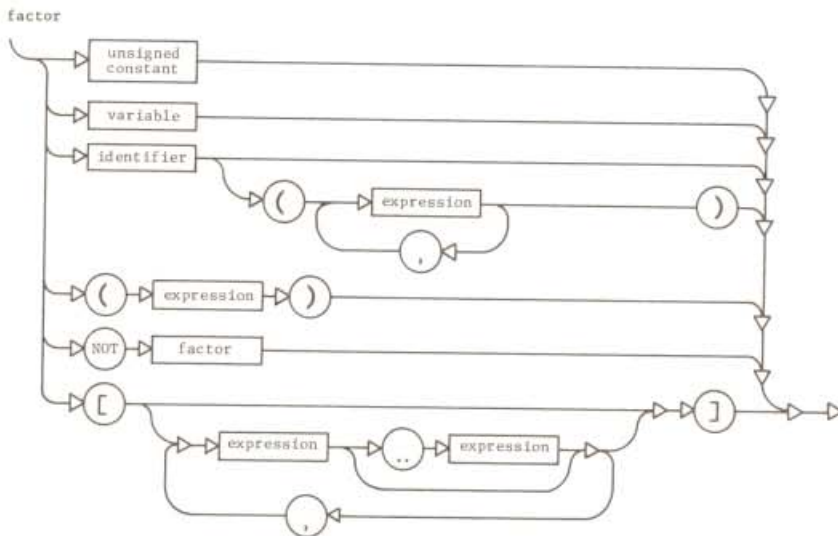 factor
unsigned
constant
variable
identifier
( expression )
,
( expression )
NOT factor
[ ]
expression .. expression
,